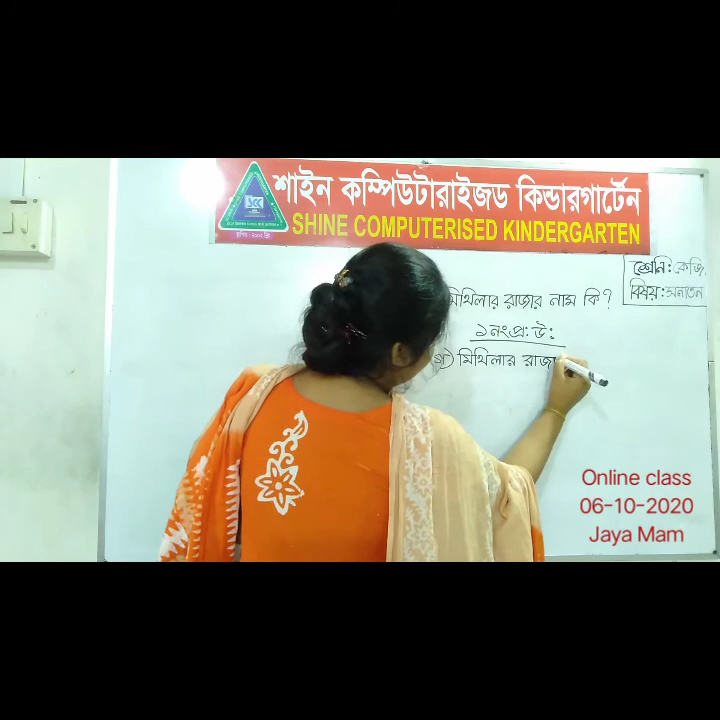 শাইন কম্পিউটারাইজড কিন্ডারগার্টেন
SHINE COMPUTERISED KINDERGARTEN
শ্রেনি: কেজি.
বিষয়: সনাতন
মিথিলার রাজার নাম কি?
১নং প্র: উ:
মিথিলার রাজা
Online class
06-10-2020
Jaya Mam